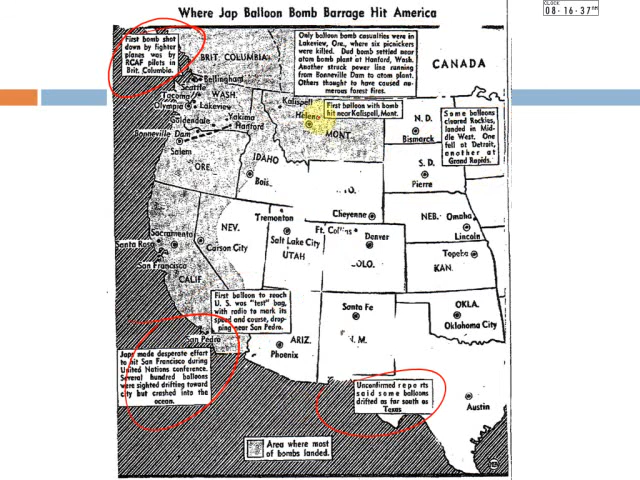 CLOCK
08-16-37
Where Jap Balloon Bomb Barrage Hit America
First bomb shot
down by fighter
planes was by
RCAF pilots in
Brit. Columbia.
BRIT. COLUMBIA
Only balloon bomb casualties were in
Lakeview, Ore., where six picnickers
were killed. Dud bomb settled near
atom bomb plant at Hanford, Wash.
Another struck power line running
from Bonneville Dam to atom plant.
Others thought to have caused nu-
merous forest fires.
CANADA
Bellingham
Seattle
Tacoma
WASH.
Olympia
Lakeview
Goldendale
Yakima
Hanford
Bonneville Dam
Salem
ORE.
Kalispell
Helena
First balloon with bomb
hit near Kalispell, Mont.
MONT.
N. D.
Bismarck
Some balloons
cleared Rockies,
landed in Mid-
dle West. One
fell at Detroit,
another at
Grand Rapids.
IDAHO
Bois
S. D.
Pierre
Cheyenne
NEB.
Omaha
Lincoln
Tremonton
Ft. Collins
Denver
Salt Lake City
UTAH
OLO.
Topeka
KAN.
NEV.
Carson City
Sacramento
Santa Rosa
San Francisco
CALIF.
First balloon to reach
U. S. was "test" bag,
with radio to mark its
speed and course, drop-
ping near San Pedro.
San Pedro
Santa Fe
M.
OKLA.
Oklahoma City
ARIZ.
Phoenix
Japs made desperate effort
to hit San Francisco during
United Nations conference.
Several hundred balloons
were sighted drifting toward
city but crashed into the
ocean.
Unconfirmed reports
said some balloons
drifted as far south as
Texas
Austin
Area where most
of bombs landed.